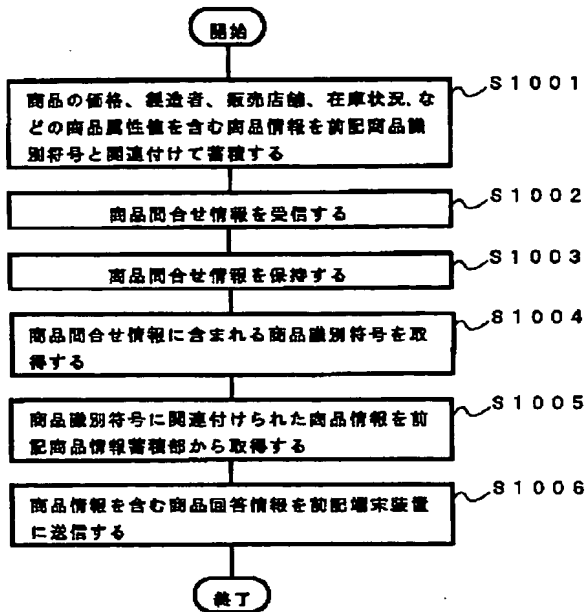 開始
S1001
商品の価格、製造者、販売店舗、在庫状況、な
どの商品属性値を含む商品情報を前記商品識
別符号と関連付けて蓄積する
S1002
商品問合せ情報を受信する
S1003
商品問合せ情報を保持する
S1004
商品問合せ情報に含まれる商品識別符号を取
得する
S1005
商品識別符号に関連付けられた商品情報を前
記商品情報蓄積部から取得する
S1006
商品情報を含む商品回答情報を前記端末装置
に送信する
終了